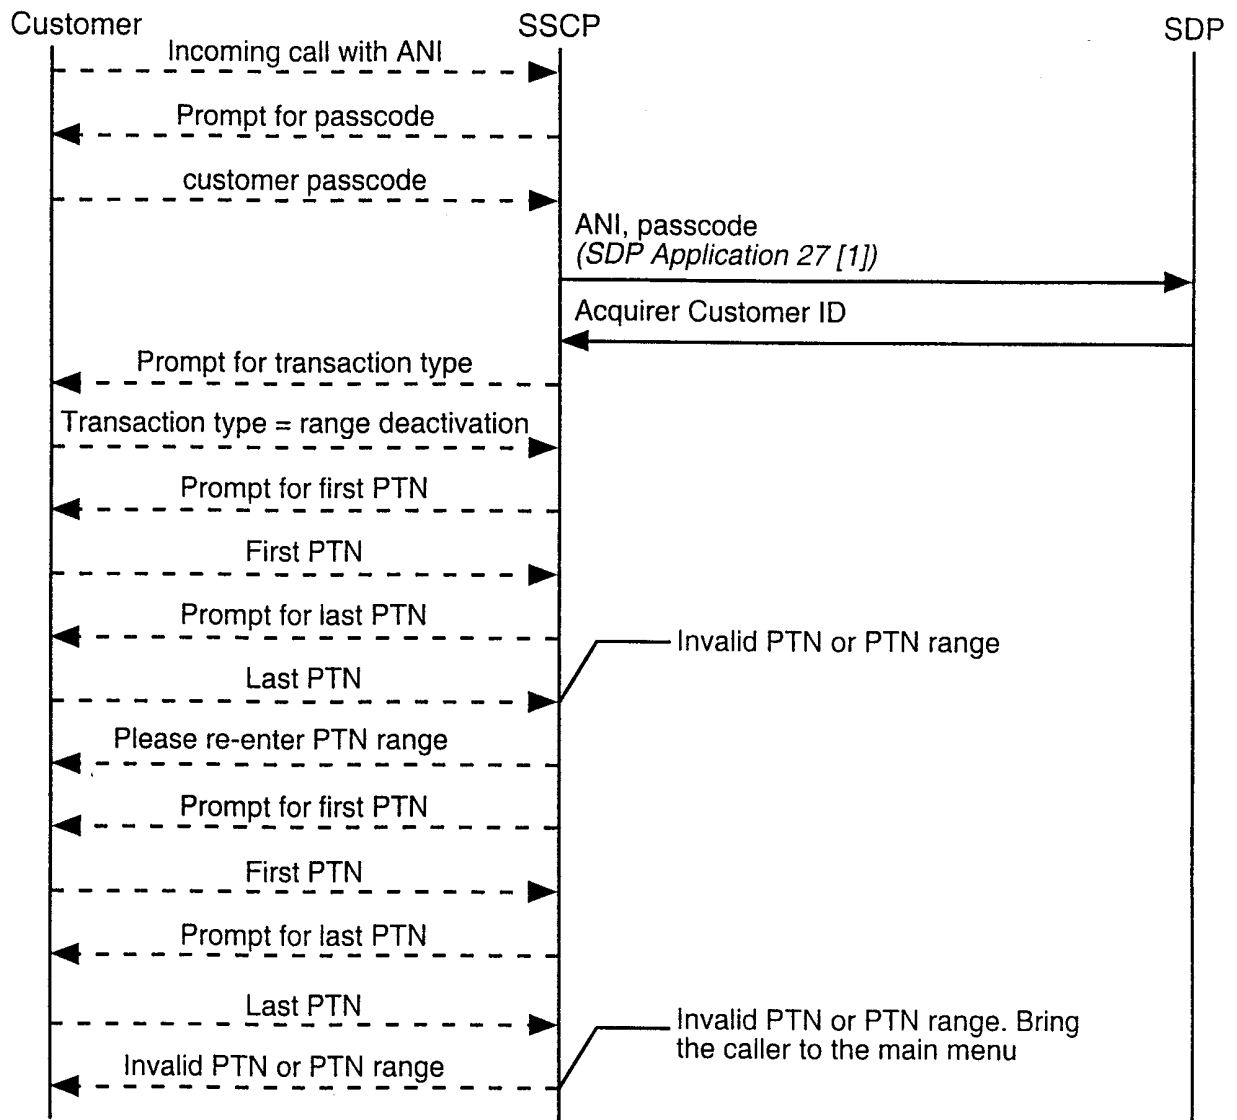 Customer
SSCP
SDP
Incoming call with ANI
Prompt for passcode
customer passcode
ANI, passcode
(SDP Application 27 [1])
Acquirer Customer ID
Prompt for transaction type
Transaction type = range deactivation
Prompt for first PTN
First PTN
Prompt for last PTN
Invalid PTN or PTN range
Last PTN
Please re-enter PTN range
Prompt for first PTN
First PTN
Prompt for last PTN
Last PTN
Invalid PTN or PTN range. Bring
the caller to the main menu
Invalid PTN or PTN range